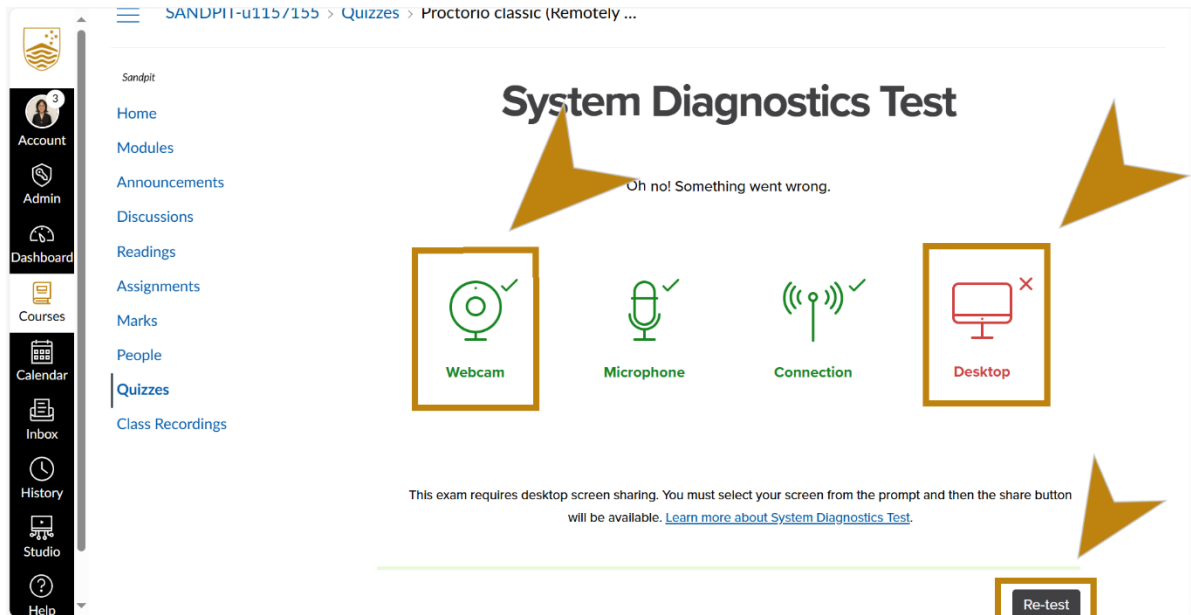 SANDPIT-u1157155 > Quizzes > Proctorio classic (Remotely ...
3
Account
Admin
Dashboard
Courses
Calendar
Inbox
History
Studio
Help
Sandpit
Home
Modules
Announcements
Discussions
Readings
Assignments
Marks
People
Quizzes
Class Recordings
System Diagnostics Test
Oh no! Something went wrong.
Webcam
Microphone
Connection
Desktop
This exam requires desktop screen sharing. You must select your screen from the prompt and then the share button
will be available. Learn more about System Diagnostics Test.
Re-test